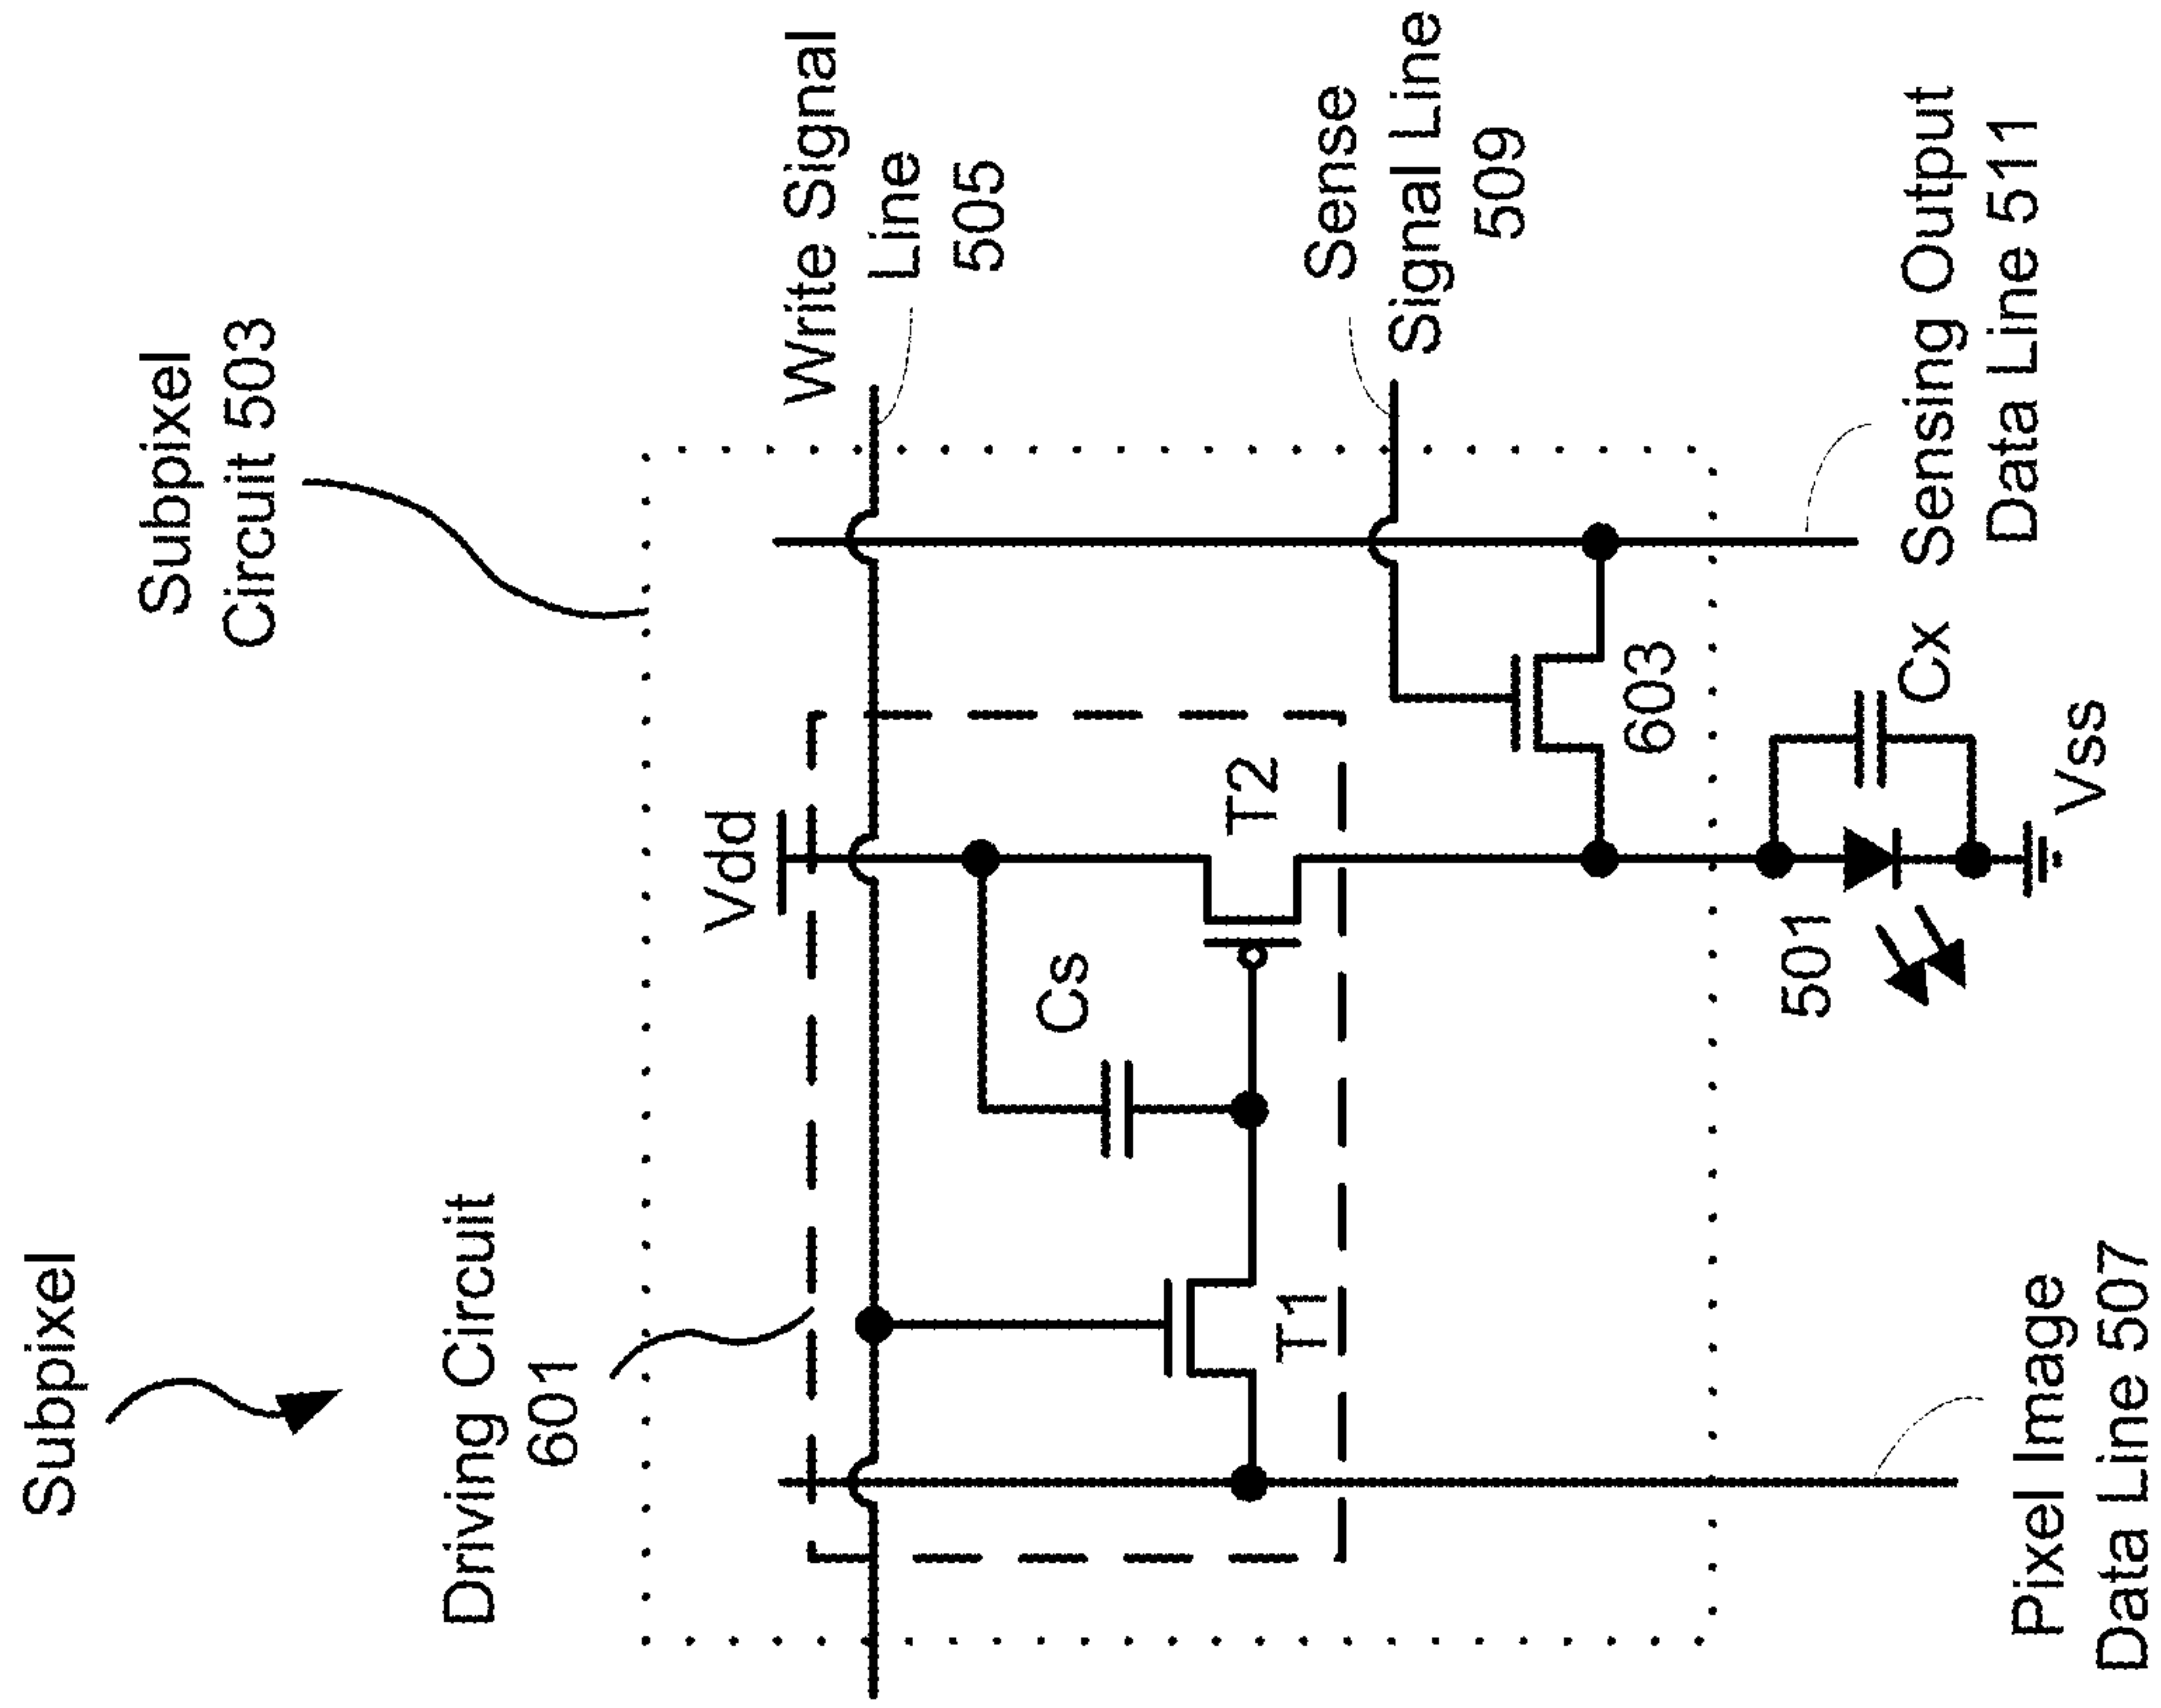 Subpixel
Subpixel
Circuit 503
Driving Circuit
601
Vdd
Write Signal
Line
505
Cs
T2
T1
Sense
Signal Line
509
603
501
Cx
Vss
Sensing Output
Data Line 511
Pixel Image
Data Line 507